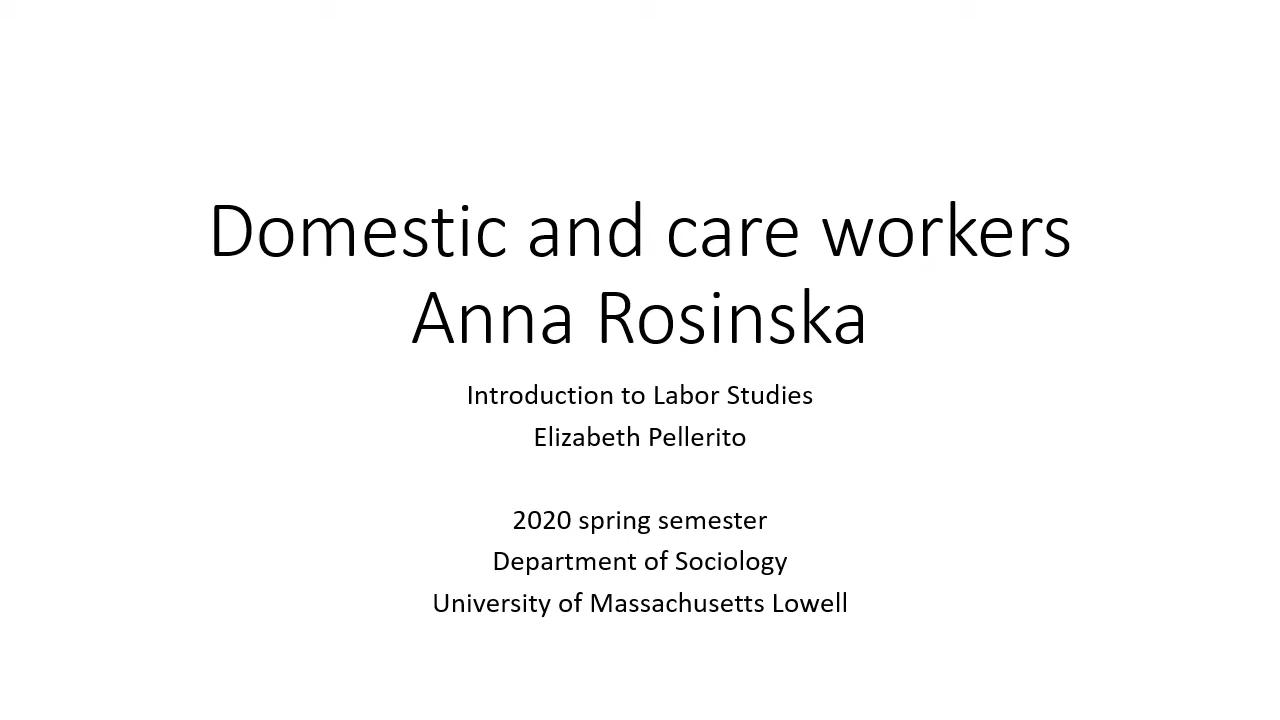 Domestic and care workers
Anna Rosinska
Introduction to Labor Studies
Elizabeth Pellerito
2020 spring semester
Department of Sociology
University of Massachusetts Lowell